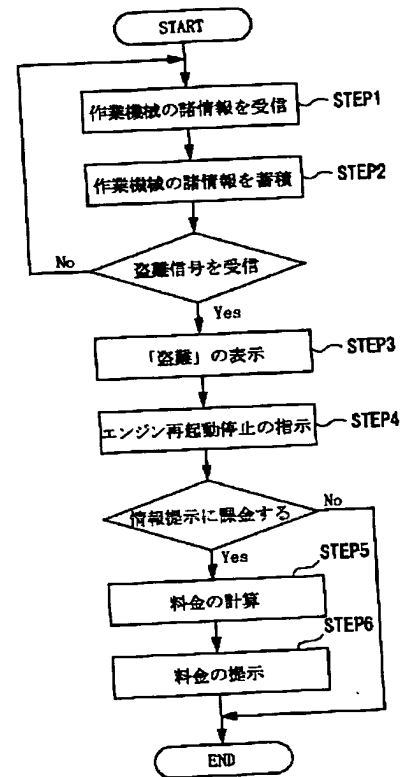 START
作業機械の諸情報を受信
STEP1
作業機械の諸情報を蓄積
STEP2
盗難信号を受信
No
Yes
「盗難」の表示
STEP3
エンジン再起動停止の指示
STEP4
情報提示に課金する
No
Yes
STEP5
料金の計算
STEP6
料金の提示
END